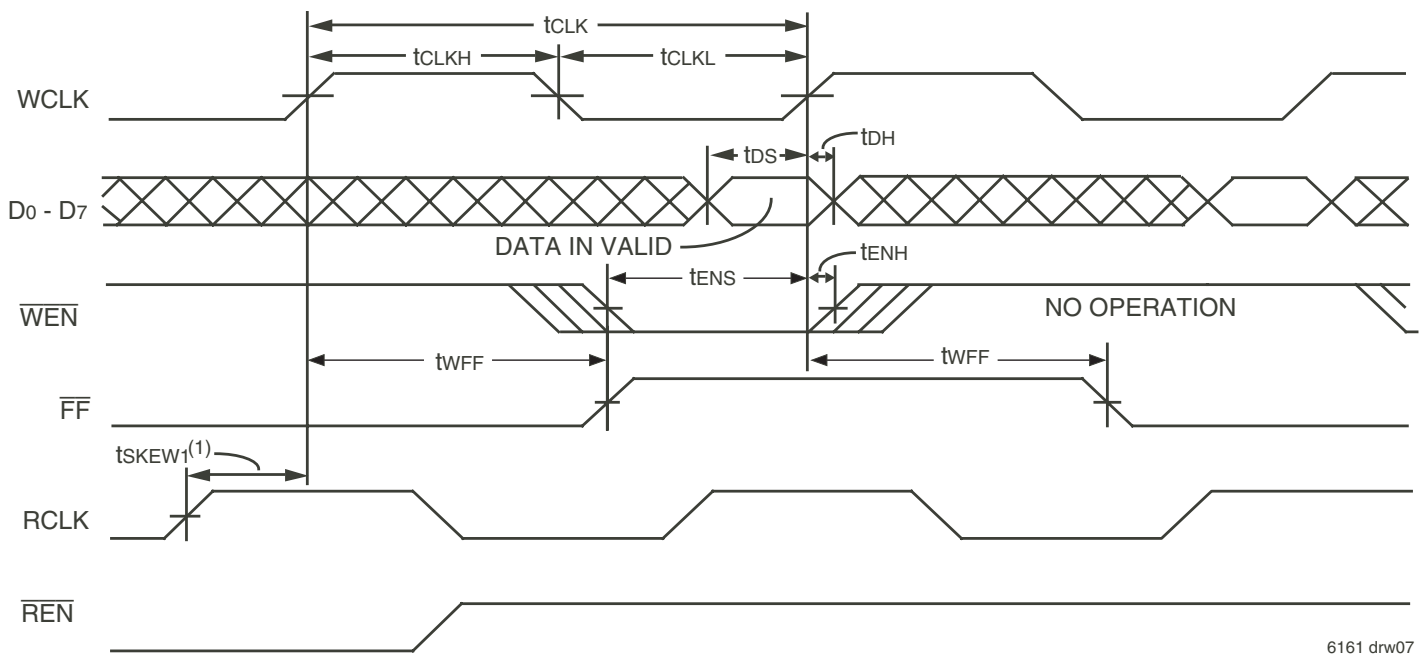 tCLK
tCLKH
tCLKL
WCLK
tDS
tDH
D0 - D7
DATA IN VALID
tENS
tENH
WEN
NO OPERATION
tWFF
tWFF
FF
tSKEW1(1)
RCLK
REN
6161 drw07